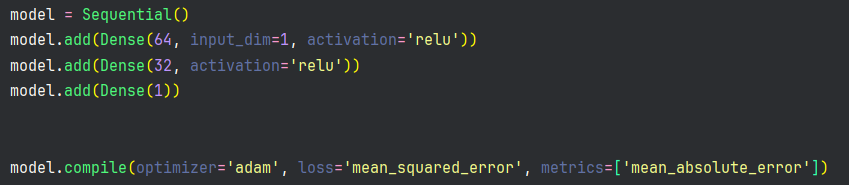 model = Sequential()
model.add(Dense(64, input_dim=1, activation='relu'))
model.add(Dense(32, activation='relu'))
model.add(Dense(1))
model.compile(optimizer='adam', loss='mean_squared_error', metrics=['mean_absolute_error'])